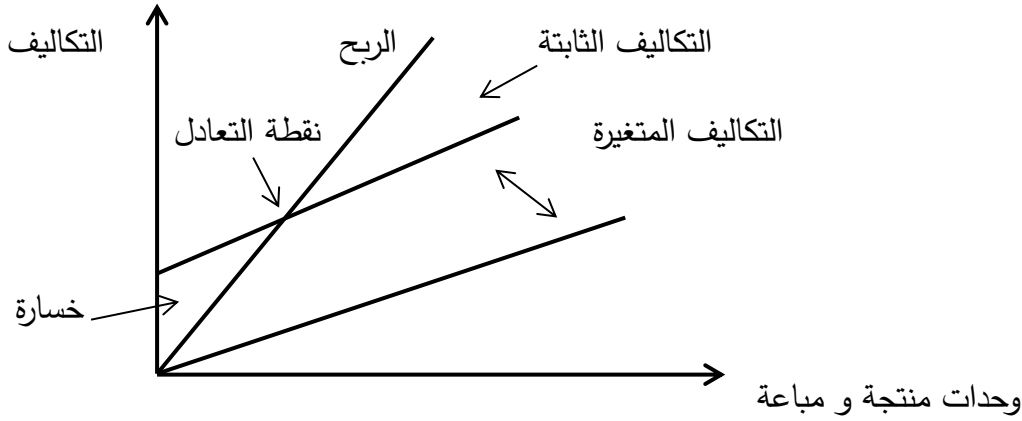 التكاليف
الربح
التكاليف الثابتة
نقطة التعادل
التكاليف المتغيرة
خسارة
وحدات منتجة و مباعة